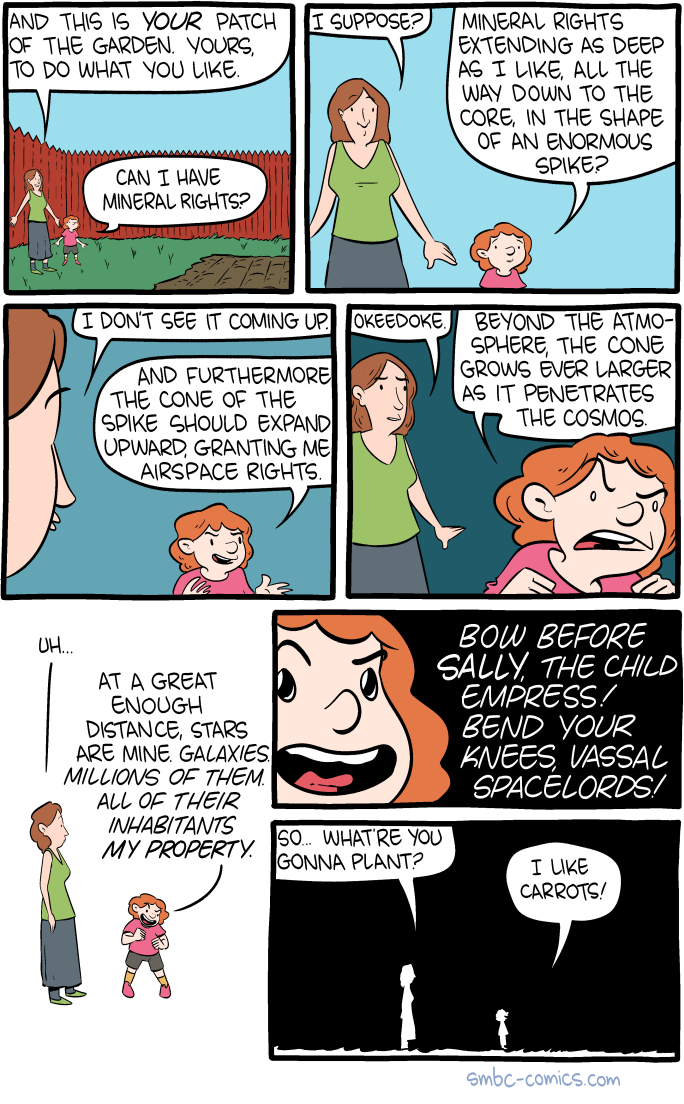 AND THIS IS YOUR PATCH
OF THE GARDEN. YOURS,
TO DO WHAT YOU LIKE.
CAN I HAVE
MINERAL RIGHTS?
I SUPPOSE?
MINERAL RIGHTS
EXTENDING AS DEEP
AS I LIKE, ALL THE
WAY DOWN TO THE
CORE, IN THE SHAPE
OF AN ENORMOUS
SPIKE?
I DON'T SEE IT COMING UP.
AND FURTHERMORE
THE CONE OF THE
SPIKE SHOULD EXPAND
UPWARD, GRANTING ME
AIRSPACE RIGHTS.
OKEEDOKE.
BEYOND THE ATMO-
SPHERE, THE CONE
GROWS EVER LARGER
AS IT PENETRATES
THE COSMOS.
UH...
AT A GREAT
ENOUGH
DISTANCE, STARS
ARE MINE. GALAXIES.
MILLIONS OF THEM.
ALL OF THEIR
INHABITANTS
MY PROPERTY.
BOW BEFORE
SALLY, THE CHILD
EMPRESS!
BEND YOUR
KNEES, VASSAL
SPACELORDS!
SO... WHAT'RE YOU
GONNA PLANT?
I LIKE
CARROTS!
smbc-comics.com